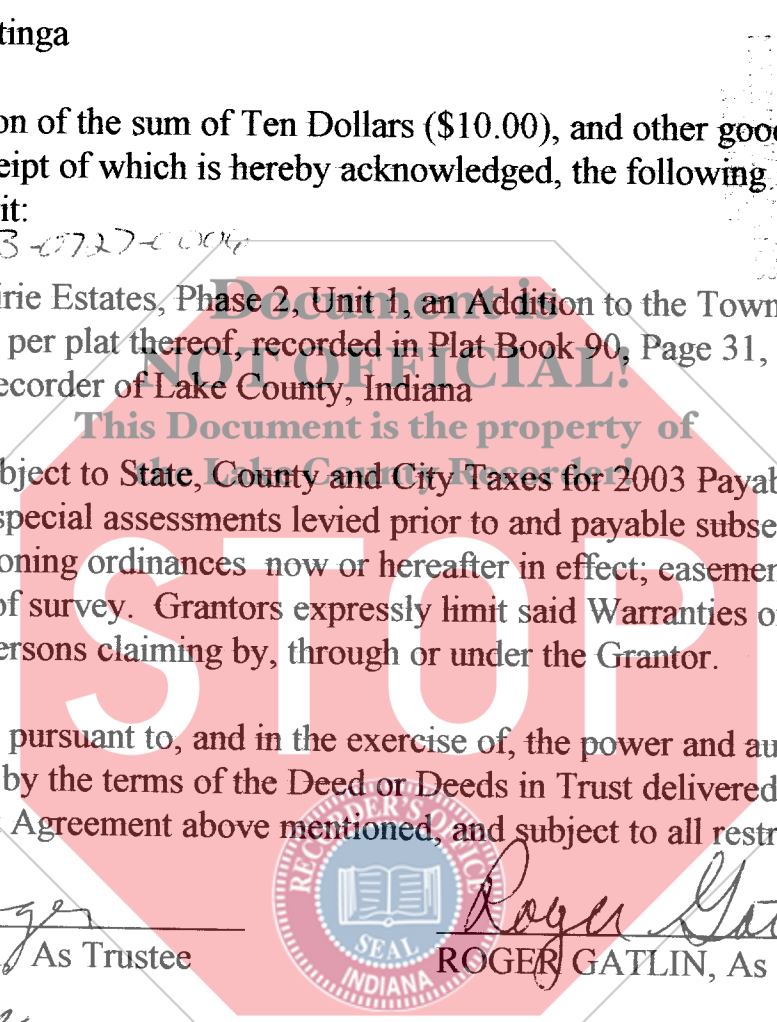 tinga
on of the sum of Ten Dollars ($10.00), and other good
eipt of which is hereby acknowledged, the following
it:
irie Estates, Phase 2, Unit 1, an Addition to the Town
per plat thereof, recorded in Plat Book 90, Page 31,
ecorder of Lake County, Indiana
Document is
NOT OFFICIAL!
This Document is the property of
the Lake County Recorder!
bject to State, County and City Taxes for 2003 Payab
special assessments levied prior to and payable subse
oning ordinances now or hereafter in effect; easemen
of survey. Grantors expressly limit said Warranties o
ersons claiming by, through or under the Grantor.
STOP
pursuant to, and in the exercise of, the power and au
by the terms of the Deed or Deeds in Trust delivered
Agreement above mentioned, and subject to all restr
RECORDER'S OFFICE
SEAL
INDIANA
Roger Gat
As Trustee
ROGER GATLIN, As